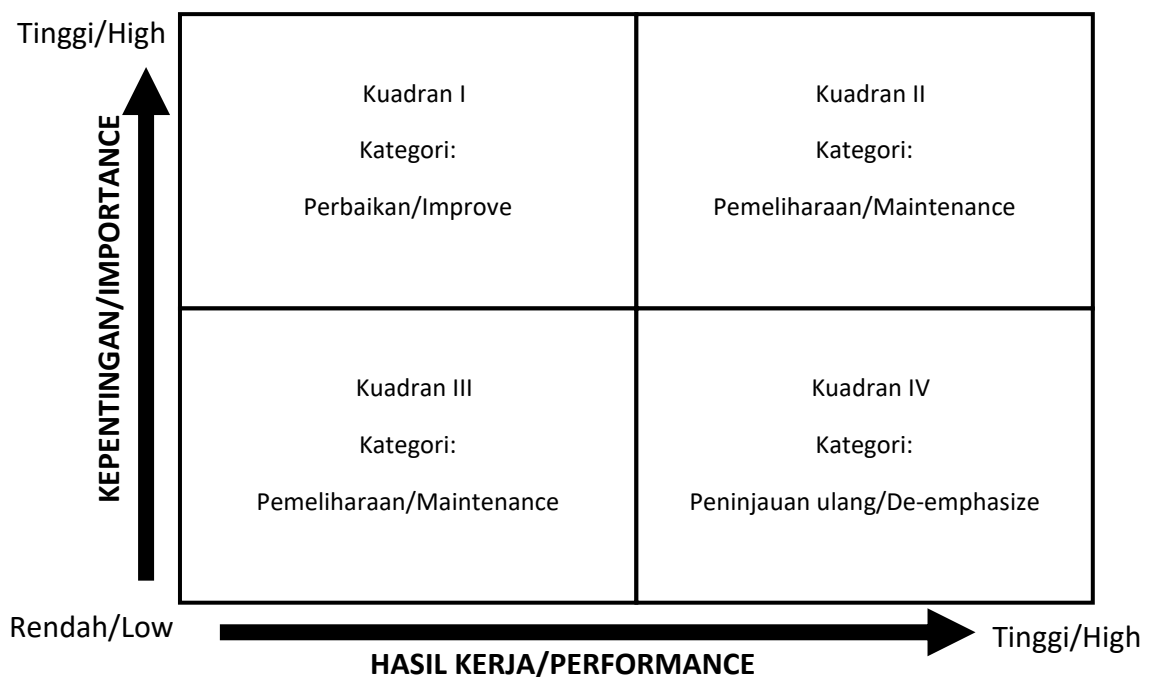 Tinggi/High
Kuadran I
Kategori:
Perbaikan/Improve
Kuadran II
Kategori:
Pemeliharaan/Maintenance
KEPENTINGAN/IMPORTANCE
Kuadran III
Kategori:
Pemeliharaan/Maintenance
Kuadran IV
Kategori:
Peninjauan ulang/De-emphasize
Rendah/Low
Tinggi/High
HASIL KERJA/PERFORMANCE